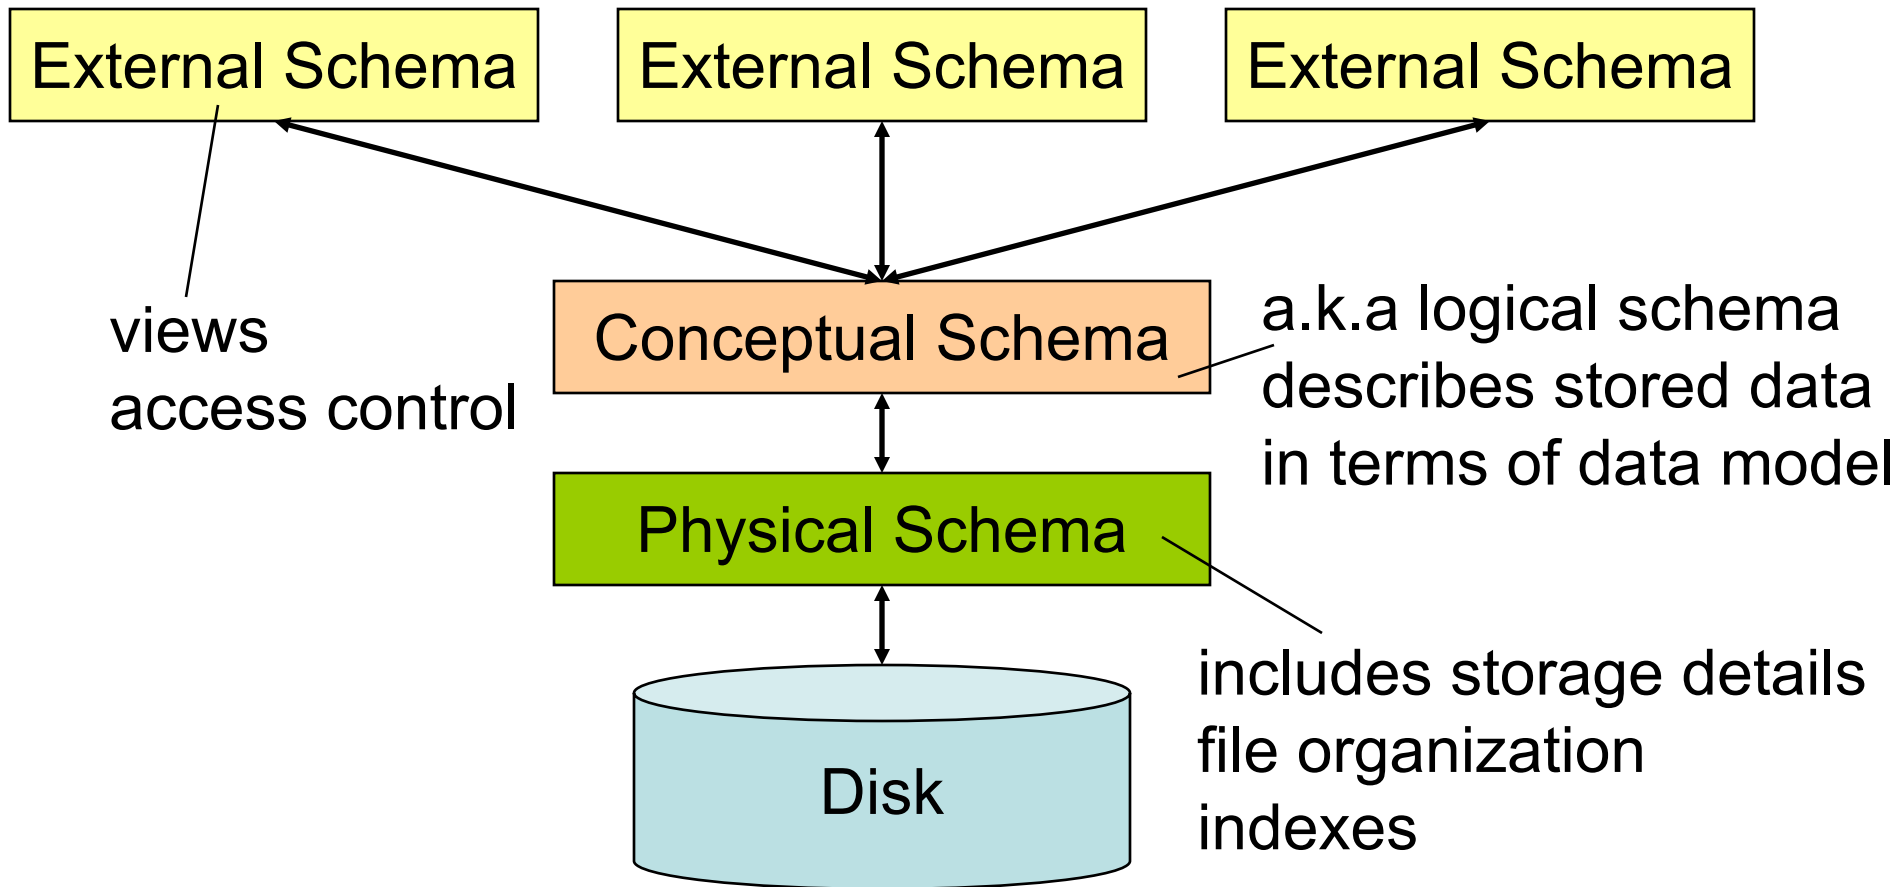 External Schema
External Schema
External Schema
views
access control
Conceptual Schema
a.k.a logical schema
describes stored data
in terms of data model
Physical Schema
includes storage details
file organization
indexes
Disk